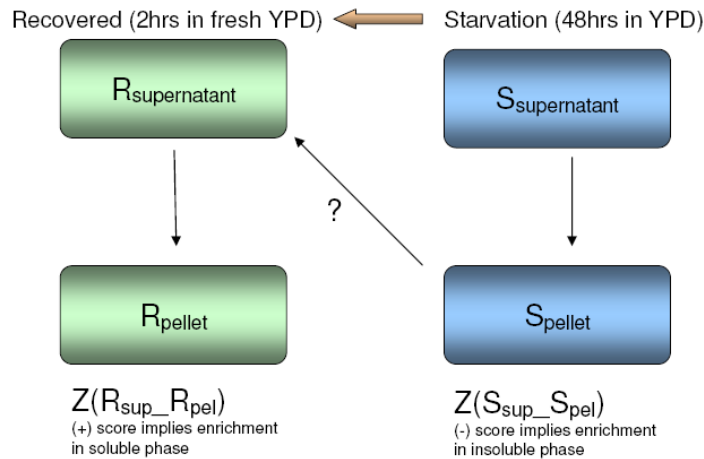 Recovered (2hrs in fresh YPD)
Starvation (48hrs in YPD)
Rsupernatant
Ssupernatant
?
Rpellet
Spellet
Z(Rsup_Rpel)
(+) score implies enrichment
in soluble phase
Z(Ssup_Spel)
(-) score implies enrichment
in insoluble phase